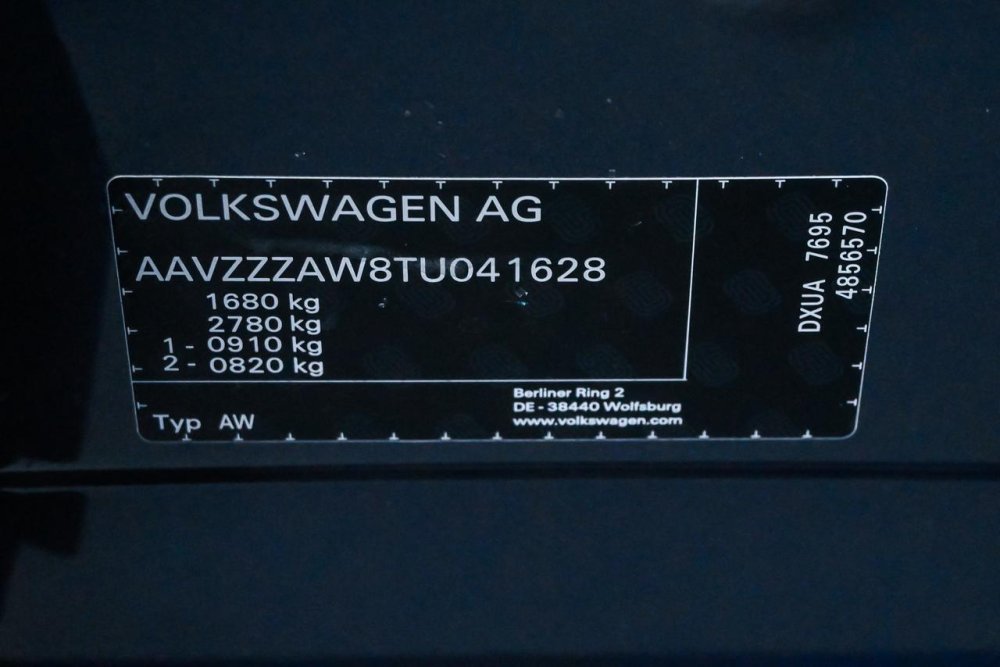 VOLKSWAGEN AG
AAVZZZAW8TU041628
1680 kg
2780 kg
1 - 0910 kg
2 - 0820 kg
Typ AW
Berliner Ring 2
DE - 38440 Wolfsburg
www.volkswagen.com
DXUA 7695
4856570